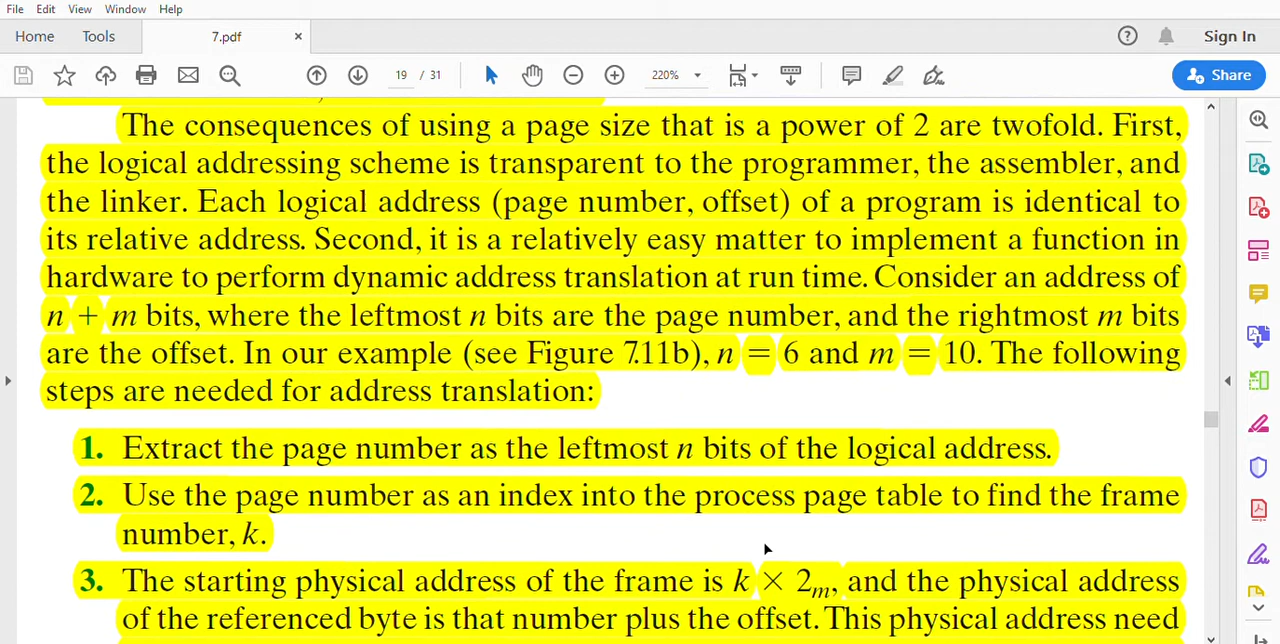 File Edit View Window Help
Home Tools 7.pdf × Sign In
19 / 31 220% Share
The consequences of using a page size that is a power of 2 are twofold. First,
the logical addressing scheme is transparent to the programmer, the assembler, and
the linker. Each logical address (page number, offset) of a program is identical to
its relative address. Second, it is a relatively easy matter to implement a function in
hardware to perform dynamic address translation at run time. Consider an address of
n + m bits, where the leftmost n bits are the page number, and the rightmost m bits
are the offset. In our example (see Figure 7.11b), n = 6 and m = 10. The following
steps are needed for address translation:
1. Extract the page number as the leftmost n bits of the logical address.
2. Use the page number as an index into the process page table to find the frame
number, k.
3. The starting physical address of the frame is k × 2m, and the physical address
of the referenced byte is that number plus the offset. This physical address need